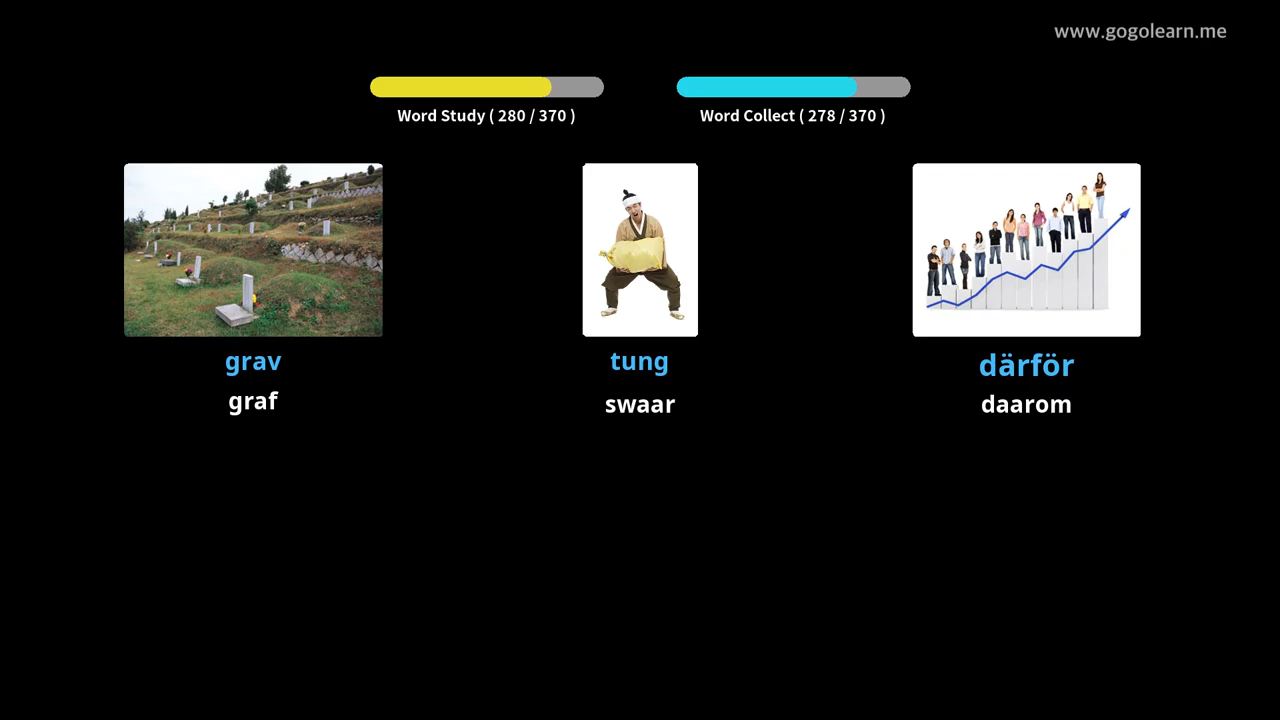 www.gogolearn.me
Word Study ( 280 / 370 )
Word Collect ( 278 / 370 )
grav
tung
därför
graf
swaar
daarom